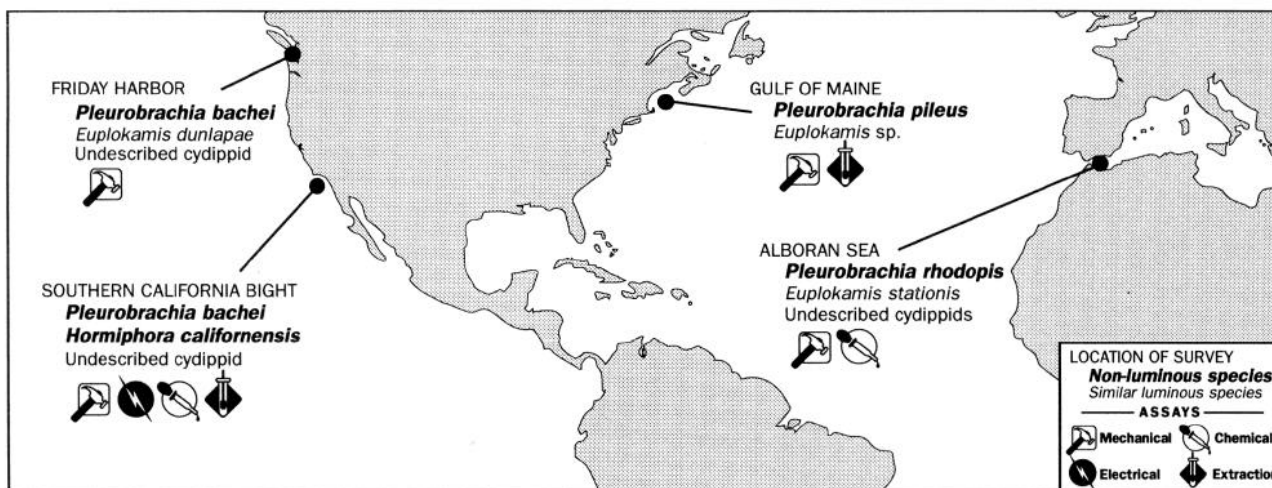 FRIDAY HARBOR
Pleurobrachia bachei
Euplokamis dunlapae
Undescribed cydippid
SOUTHERN CALIFORNIA BIGHT
Pleurobrachia bachei
Hormiphora californensis
Undescribed cydippid
GULF OF MAINE
Pleurobrachia pileus
Euplokamis sp.
ALBORAN SEA
Pleurobrachia rhodopis
Euplokamis stationis
Undescribed cydippids
LOCATION OF SURVEY
Non-luminous species
Similar luminous species
ASSAYS
Mechanical Chemical
Electrical Extraction